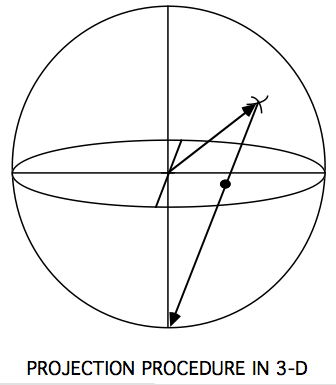 PROJECTION PROCEDURE IN 3-D